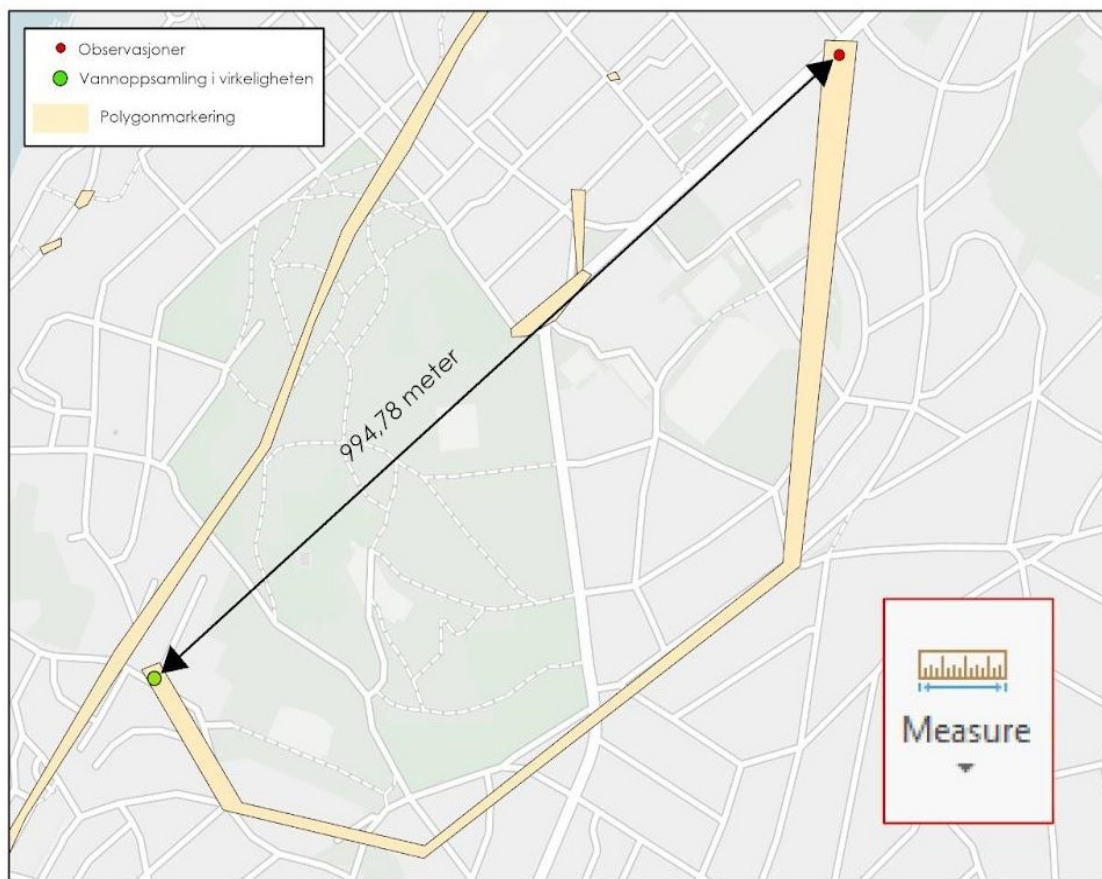 Observasjoner
Vannoppsamling i virkeligheten
Polygonmarkering
994,78 meter
Measure